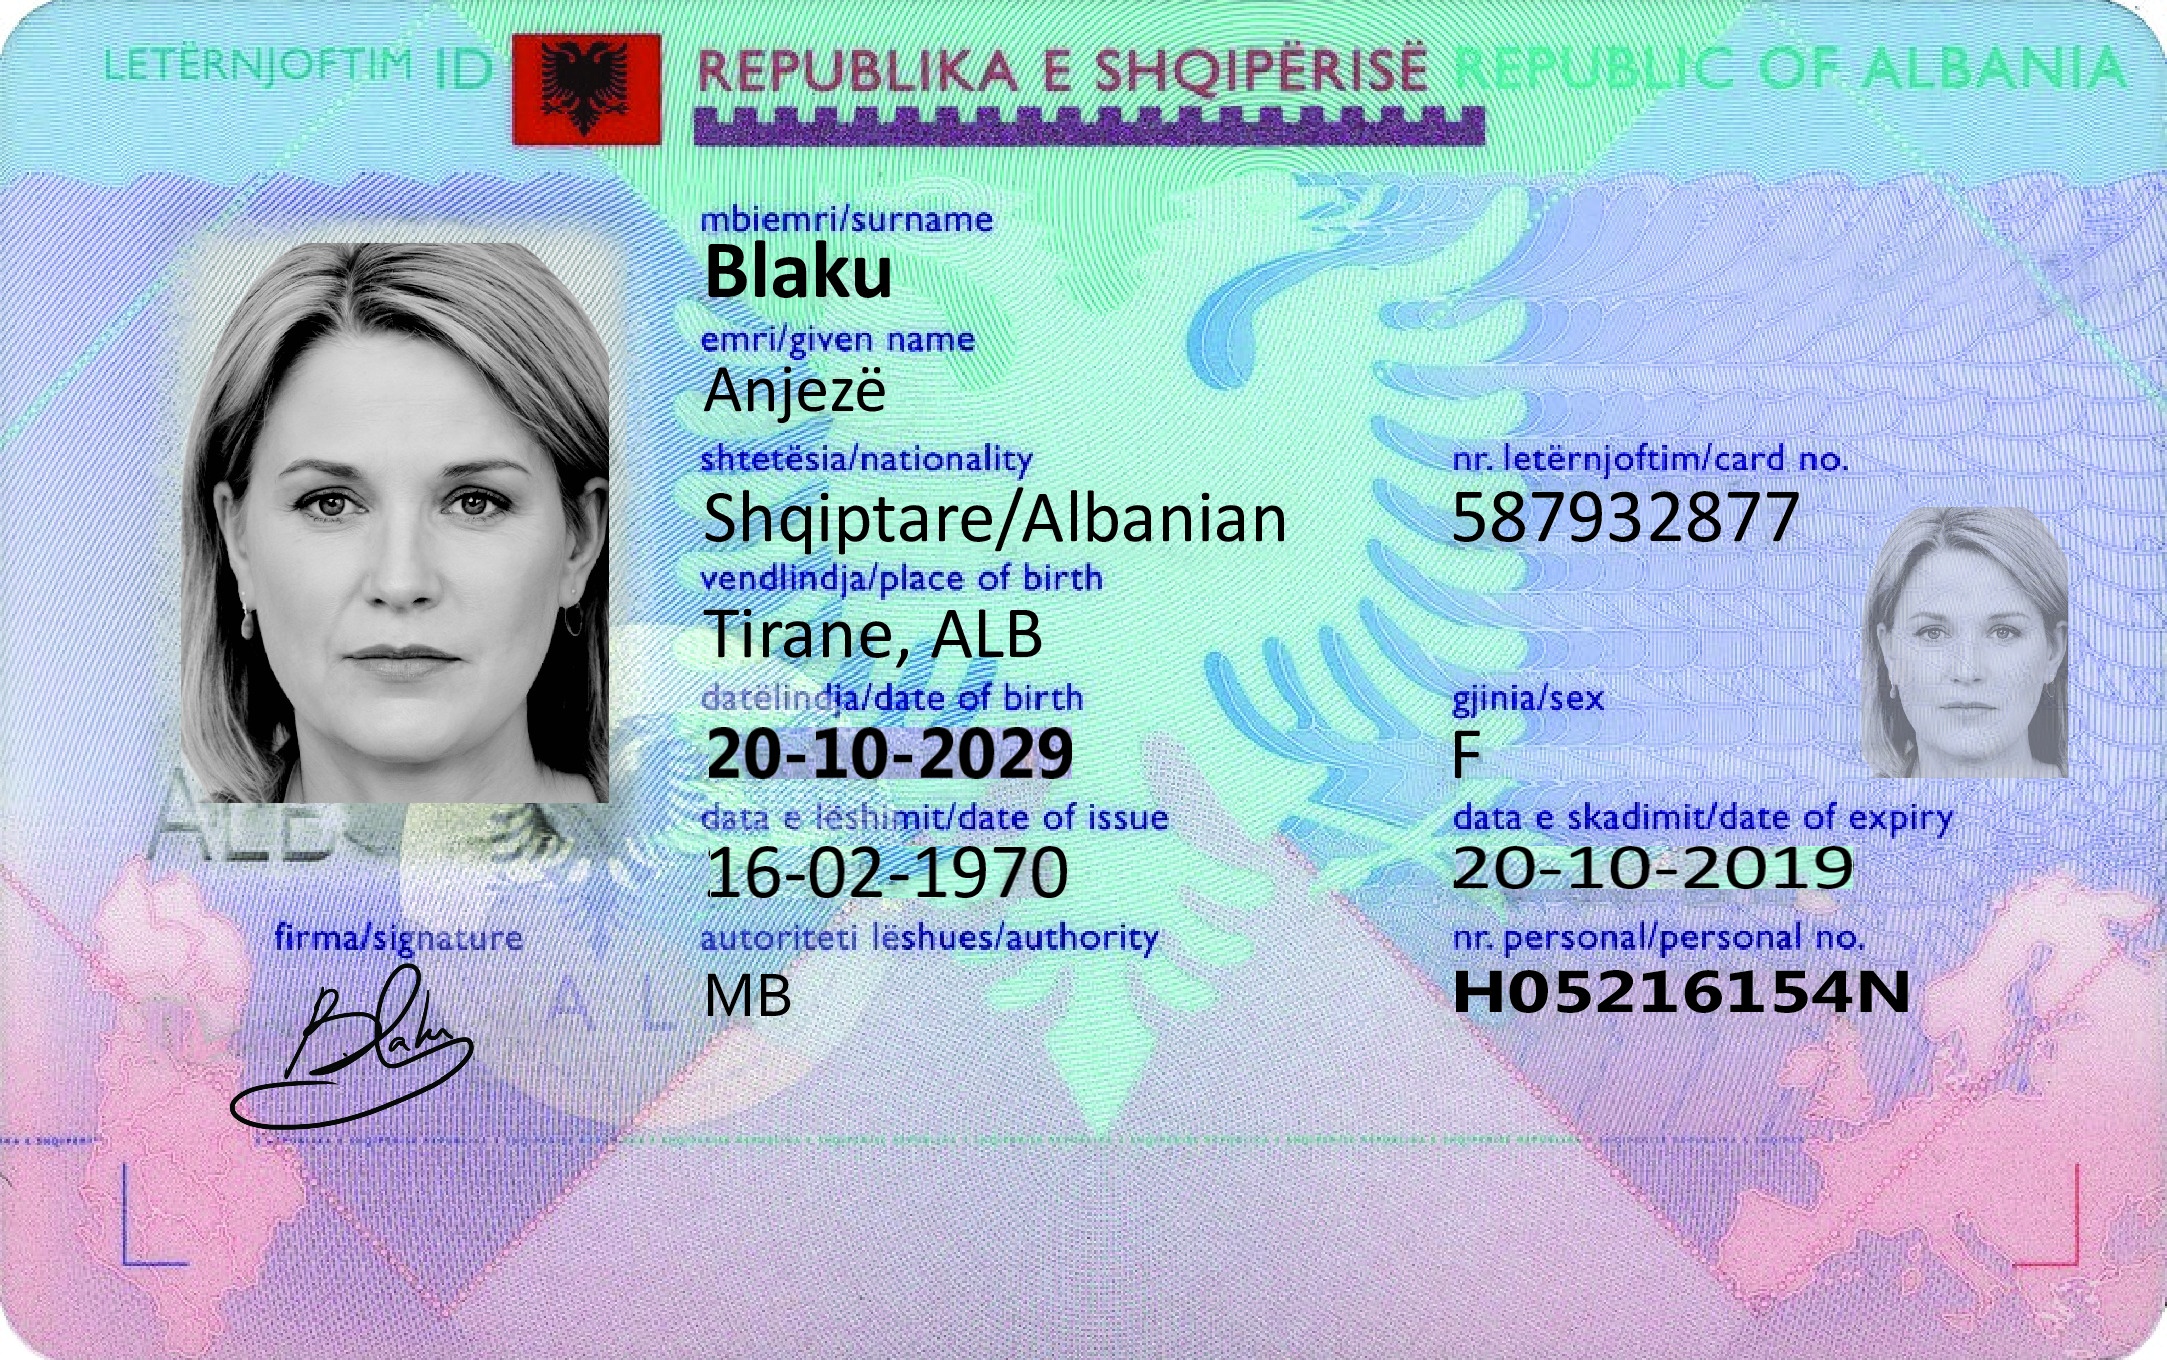 LETËRNJOFTIM ID REPUBLIKA E SHQIPËRISË REPUBLIC OF ALBANIA
mbiemri/surname
Blaku
emri/given name
Anjezë
shtetësia/nationality nr. letërnjoftim/card no.
Shqiptare/Albanian 587932877
vendlindja/place of birth
Tirane, ALB
datëlindja/date of birth gjinia/sex
20-10-2029 F
ALB
data e lëshimit/date of issue data e skadimit/date of expiry
16-02-1970 20-10-2019
firma/signature autoriteti lëshues/authority nr. personal/personal no.
Blaku A L MB H05216154N